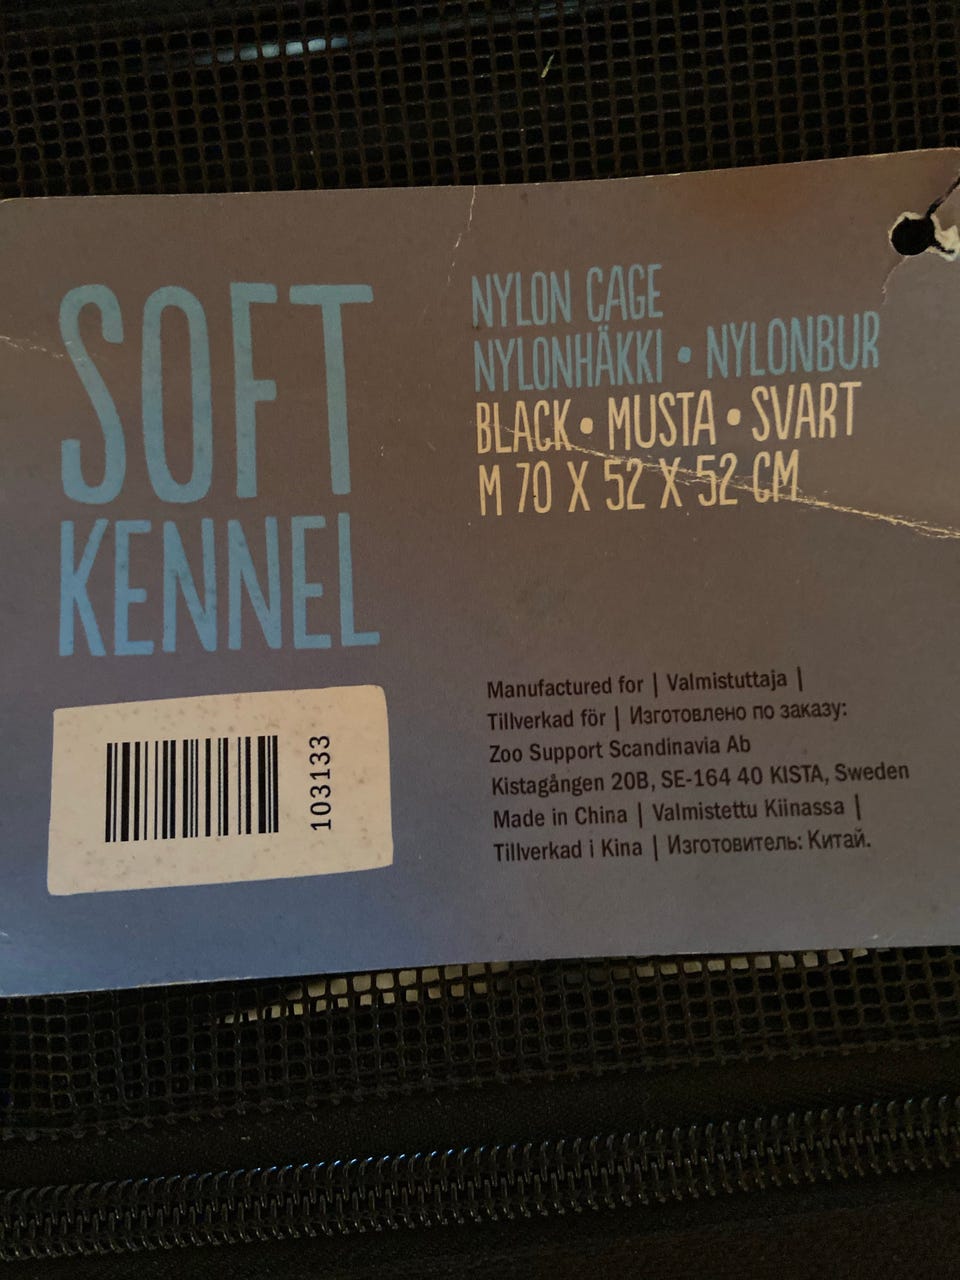 SOFT
KENNEL
NYLON CAGE
NYLONHÄKKI • NYLONBUR
BLACK • MUSTA • SVART
M 70 X 52 X 52 CM
103133
Manufactured for | Valmistuttaja |
Tillverkad för | Изготовлено по заказу:
Zoo Support Scandinavia Ab
Kistagången 20B, SE-164 40 KISTA, Sweden
Made in China | Valmistettu Kiinassa |
Tillverkad i Kina | Изготовитель: Китай.